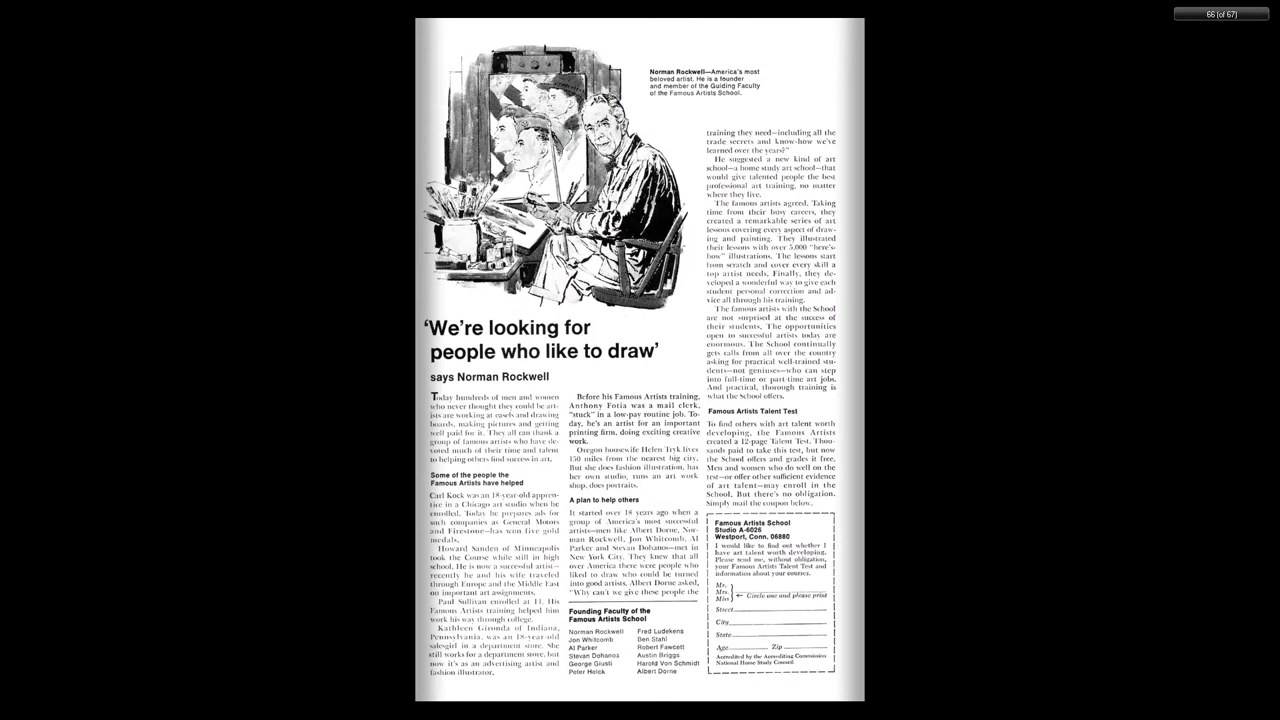 66 (of 67)
Norman Rockwell—America's most
beloved artist. He is a founder
and member of the Guiding Faculty
of the Famous Artists School.
'We're looking for
people who like to draw'
says Norman Rockwell
Today hundreds of men and women
who never thought they could be art-
ists are working at easels and drawing
boards, making pictures and getting
well paid for it. They all can thank a
group of famous artists who have de-
voted much of their time and talent
to helping others find success in art.
Some of the people the
Famous Artists have helped
Carl Kock was an 18-year-old appren-
tice in a Chicago art studio when he
enrolled. Today he prepares ads for
such companies as General Motors
and Firestone—has won five gold
medals.
Howard Sanden of Minneapolis
took the Course while still in high
school. He is now a successful artist—
recently he and his wife traveled
through Europe and the Middle East
on important art assignments.
Paul Sullivan enrolled at 11. His
Famous Artists training helped him
work his way through college.
Kathleen Gironda of Indiana,
Pennsylvania, was an 18-year-old
salesgirl in a department store. She
still works for a department store, but
now it's as an advertising artist and
fashion illustrator.
Before his Famous Artists training,
Anthony Fotia was a mail clerk,
"stuck" in a low-pay routine job. To-
day, he's an artist for an important
printing firm, doing exciting creative
work.
Oregon housewife Helen Tryk lives
150 miles from the nearest big city.
But she does fashion illustration, has
her own studio, runs an art work
shop, does portraits.
A plan to help others
It started over 18 years ago when a
group of America's most successful
artists—men like Albert Dorne, Nor-
man Rockwell, Jon Whitcomb, Al
Parker and Stevan Dohanos—met in
New York City. They knew that all
over America there were people who
liked to draw who could be turned
into good artists. Albert Dorne asked,
"Why can't we give these people the
Founding Faculty of the
Famous Artists School
Norman Rockwell
Jon Whitcomb
Al Parker
Stevan Dohanos
George Giusti
Peter Helck
Fred Ludekens
Ben Stahl
Robert Fawcett
Austin Briggs
Harold Von Schmidt
Albert Dorne
training they need—including all the
trade secrets and know-how we've
learned over the years?"
He suggested a new kind of art
school—a home study art school—that
would give talented people the best
professional art training, no matter
where they live.
The famous artists agreed. Taking
time from their busy careers, they
created a remarkable series of art
lessons covering every aspect of draw-
ing and painting. They illustrated
their lessons with over 5,000 "here's-
how" illustrations. The lessons start
from scratch and cover every skill a
top artist needs. Finally, they de-
veloped a wonderful way to give each
student personal correction and ad-
vice all through his training.
The famous artists with the School
are not surprised at the success of
their students. The opportunities
open to successful artists today are
enormous. The School continually
gets calls from all over the country
asking for practical well-trained stu-
dents—not geniuses—who can step
into full-time or part-time art jobs.
And practical, thorough training is
what the School offers.
Famous Artists Talent Test
To find others with art talent worth
developing, the Famous Artists
created a 12-page Talent Test. Thou-
sands paid to take this test, but now
the School offers and grades it free.
Men and women who do well on the
test—or offer other sufficient evidence
of art talent—may enroll in the
School. But there's no obligation.
Simply mail the coupon below.
Famous Artists School
Studio A-6026
Westport, Conn. 06880
I would like to find out whether I
have art talent worth developing.
Please send me, without obligation,
your Famous Artists Talent Test and
information about your courses.
Mr.
Mrs.
Miss
← Circle one and please print
Street
City
State
Age Zip
Accredited by the Accrediting Commission
National Home Study Council